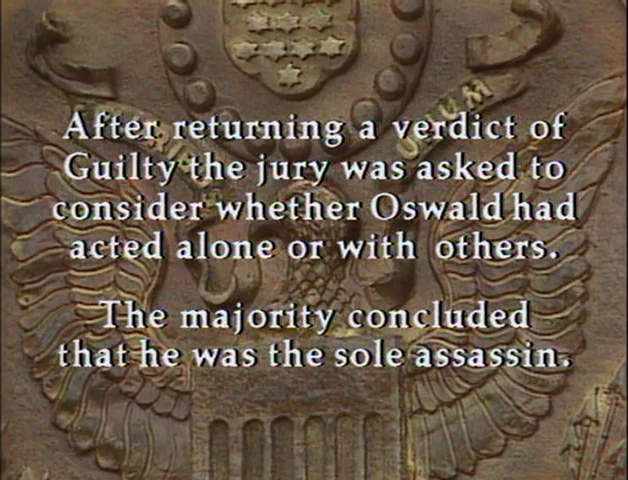 After returning a verdict of
Guilty the jury was asked to
consider whether Oswald had
acted alone or with others.
The majority concluded
that he was the sole assassin.